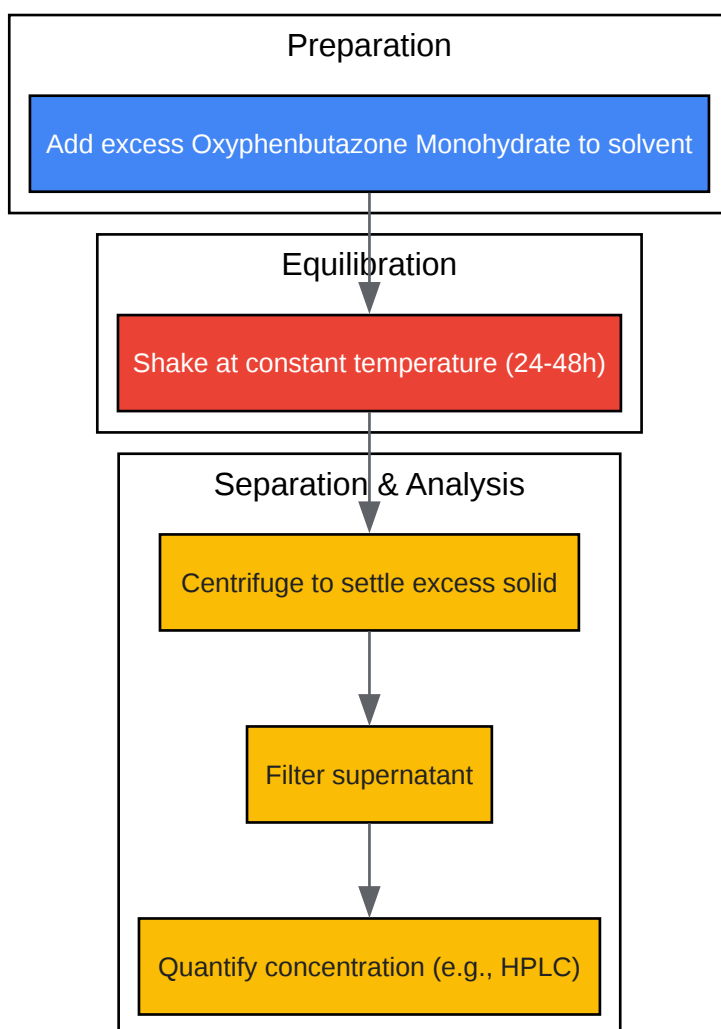 Preparation
Add excess Oxyphenbutazone Monohydrate to solvent
Equilibration
Shake at constant temperature (24-48h)
Separation & Analysis
Centrifuge to settle excess solid
Filter supernatant
Quantify concentration (e.g., HPLC)